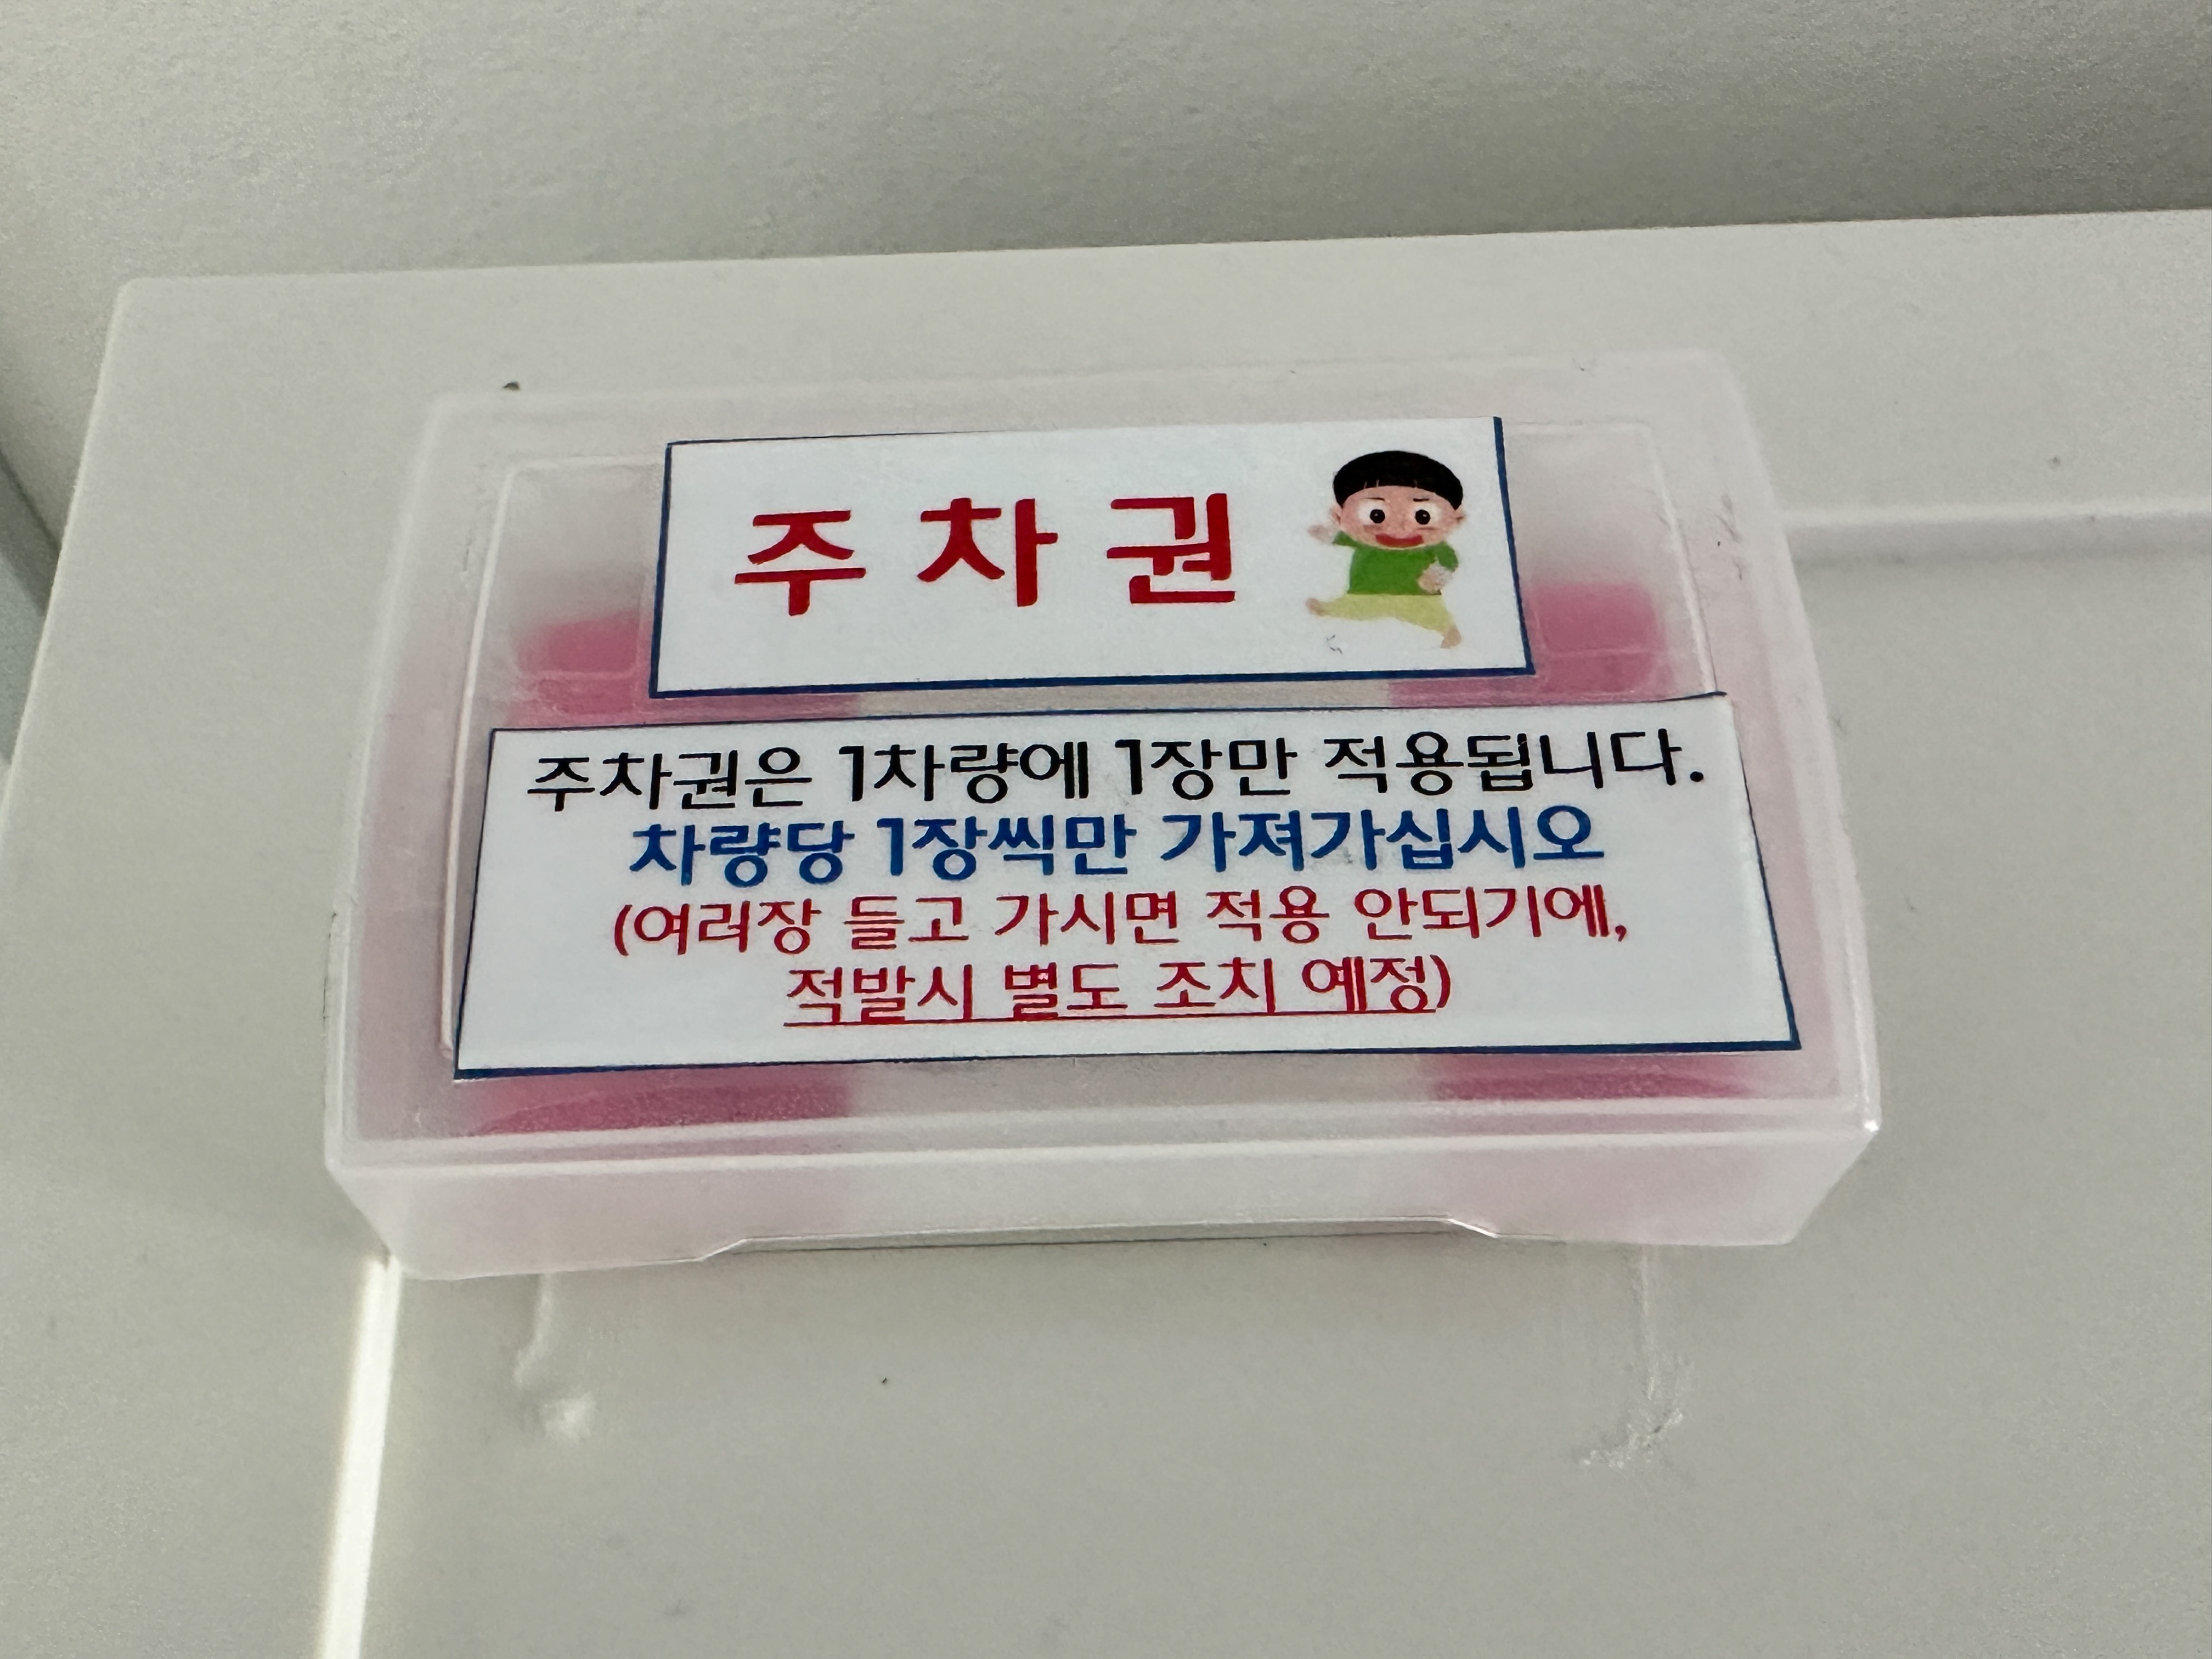 주차권
주차권은 1차량에 1장만 적용됩니다.
차량당 1장씩만 가져가십시오
(여러장 들고 가시면 적용 안되기에,
적발시 별도 조치 예정)